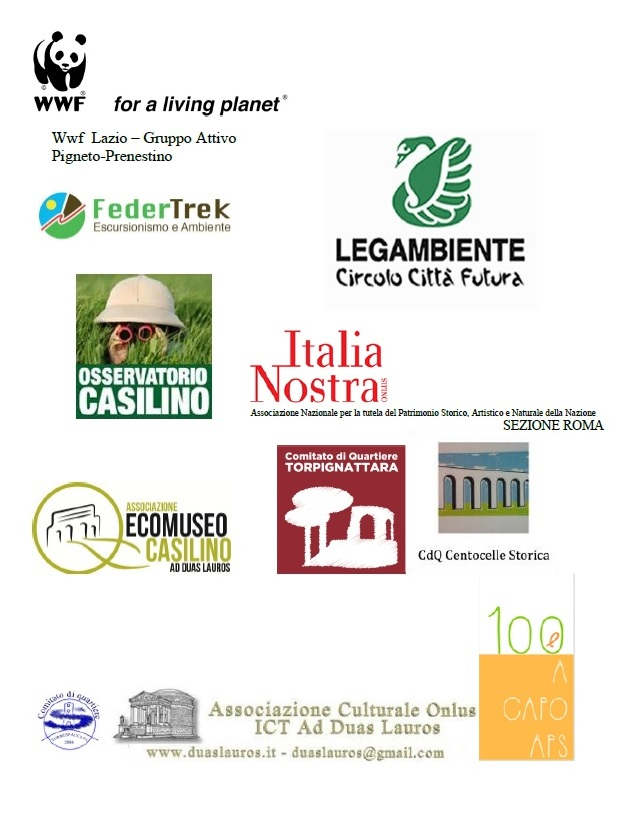 WWF®
for a living planet®
Wwf Lazio – Gruppo Attivo
Pigneto-Prenestino
FederTrek
Escursionismo e Ambiente
LEGAMBIENTE
Circolo Città Futura
OSSERVATORIO
CASILINO
Italia
Nostra
ONLUS
Associazione Nazionale per la tutela del Patrimonio Storico, Artistico e Naturale della Nazione
SEZIONE ROMA
Comitato di Quartiere
TORPIGNATTARA
ASSOCIAZIONE
ECOMUSEO
CASILINO
AD DUAS LAUROS
CdQ Centocelle Storica
100e
A
CAPO
APS
Comitato di quartiere
Associazione Culturale Onlus
ICT Ad Duas Lauros
www.duaslauros.it - duaslauros@gmail.com